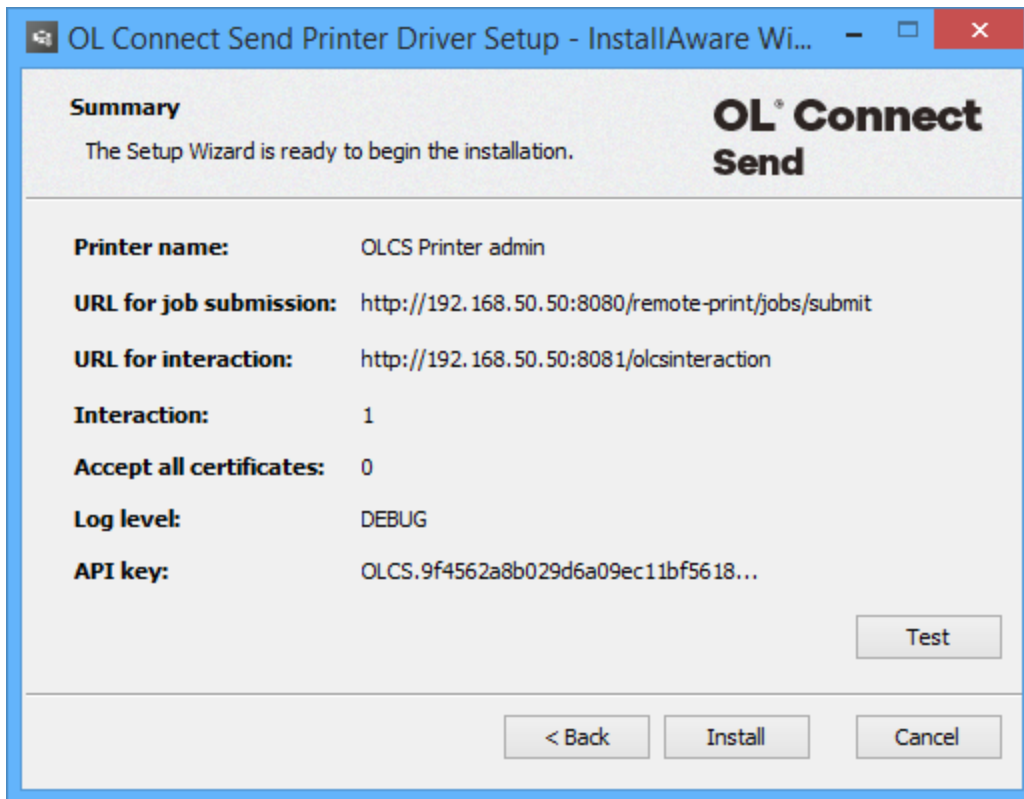 OL Connect Send Printer Driver Setup - InstallAware Wi...
Summary
The Setup Wizard is ready to begin the installation.
OL® Connect
Send
Printer name: OLCS Printer admin
URL for job submission: http://192.168.50.50:8080/remote-print/jobs/submit
URL for interaction: http://192.168.50.50:8081/olcsinteraction
Interaction: 1
Accept all certificates: 0
Log level: DEBUG
API key: OLCS.9f4562a8b029d6a09ec11bf5618...
Test
< Back Install Cancel